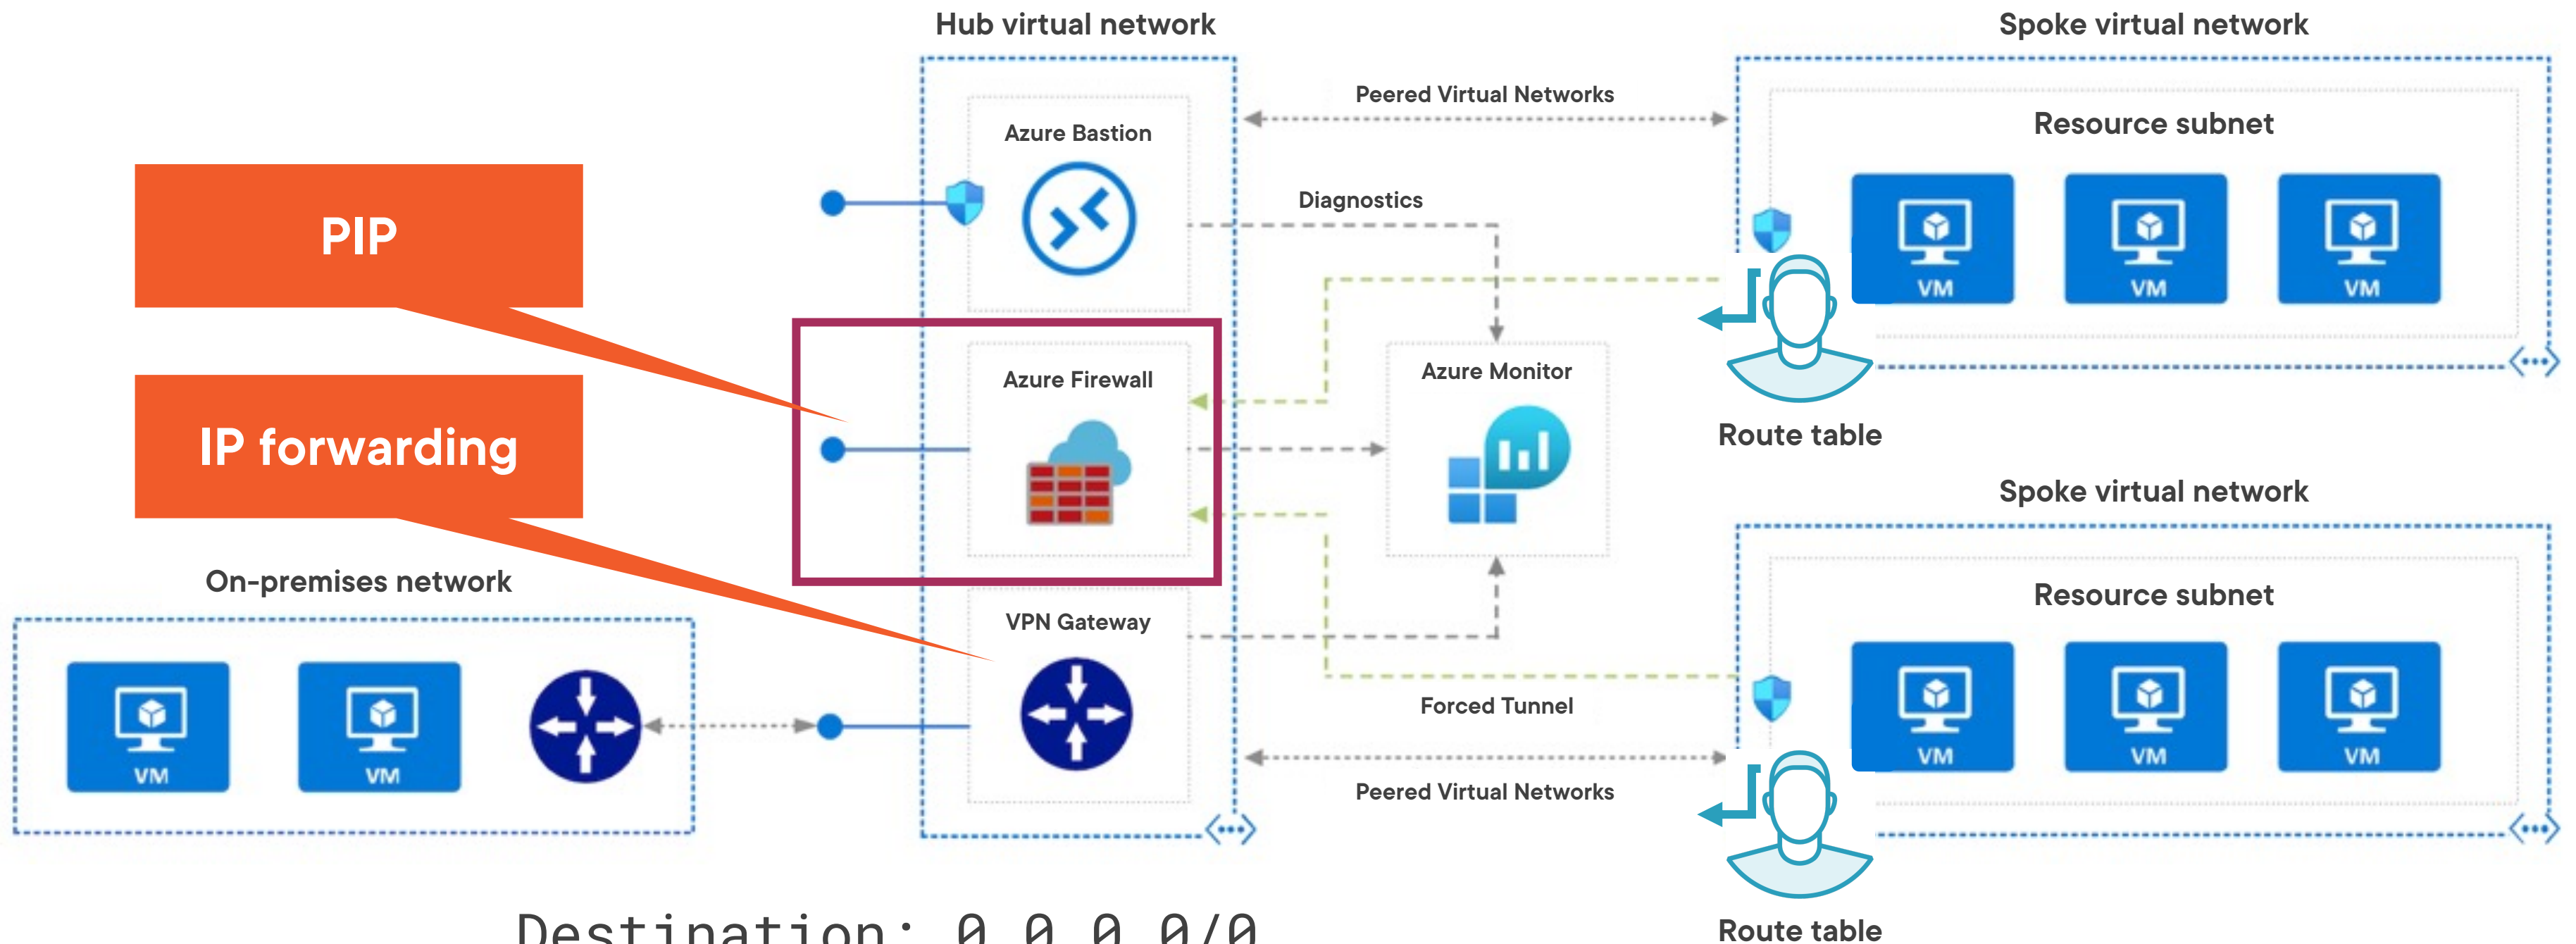 Hub virtual network
Spoke virtual network
Peered Virtual Networks
Azure Bastion
Resource subnet
PIP
Diagnostics
VM
VM
VM
Azure Firewall
Azure Monitor
IP forwarding
Route table
Spoke virtual network
On-premises network
Resource subnet
VPN Gateway
Forced Tunnel
VM
VM
VM
VM
VM
Peered Virtual Networks
Destination: 0.0.0.0/0
Route table